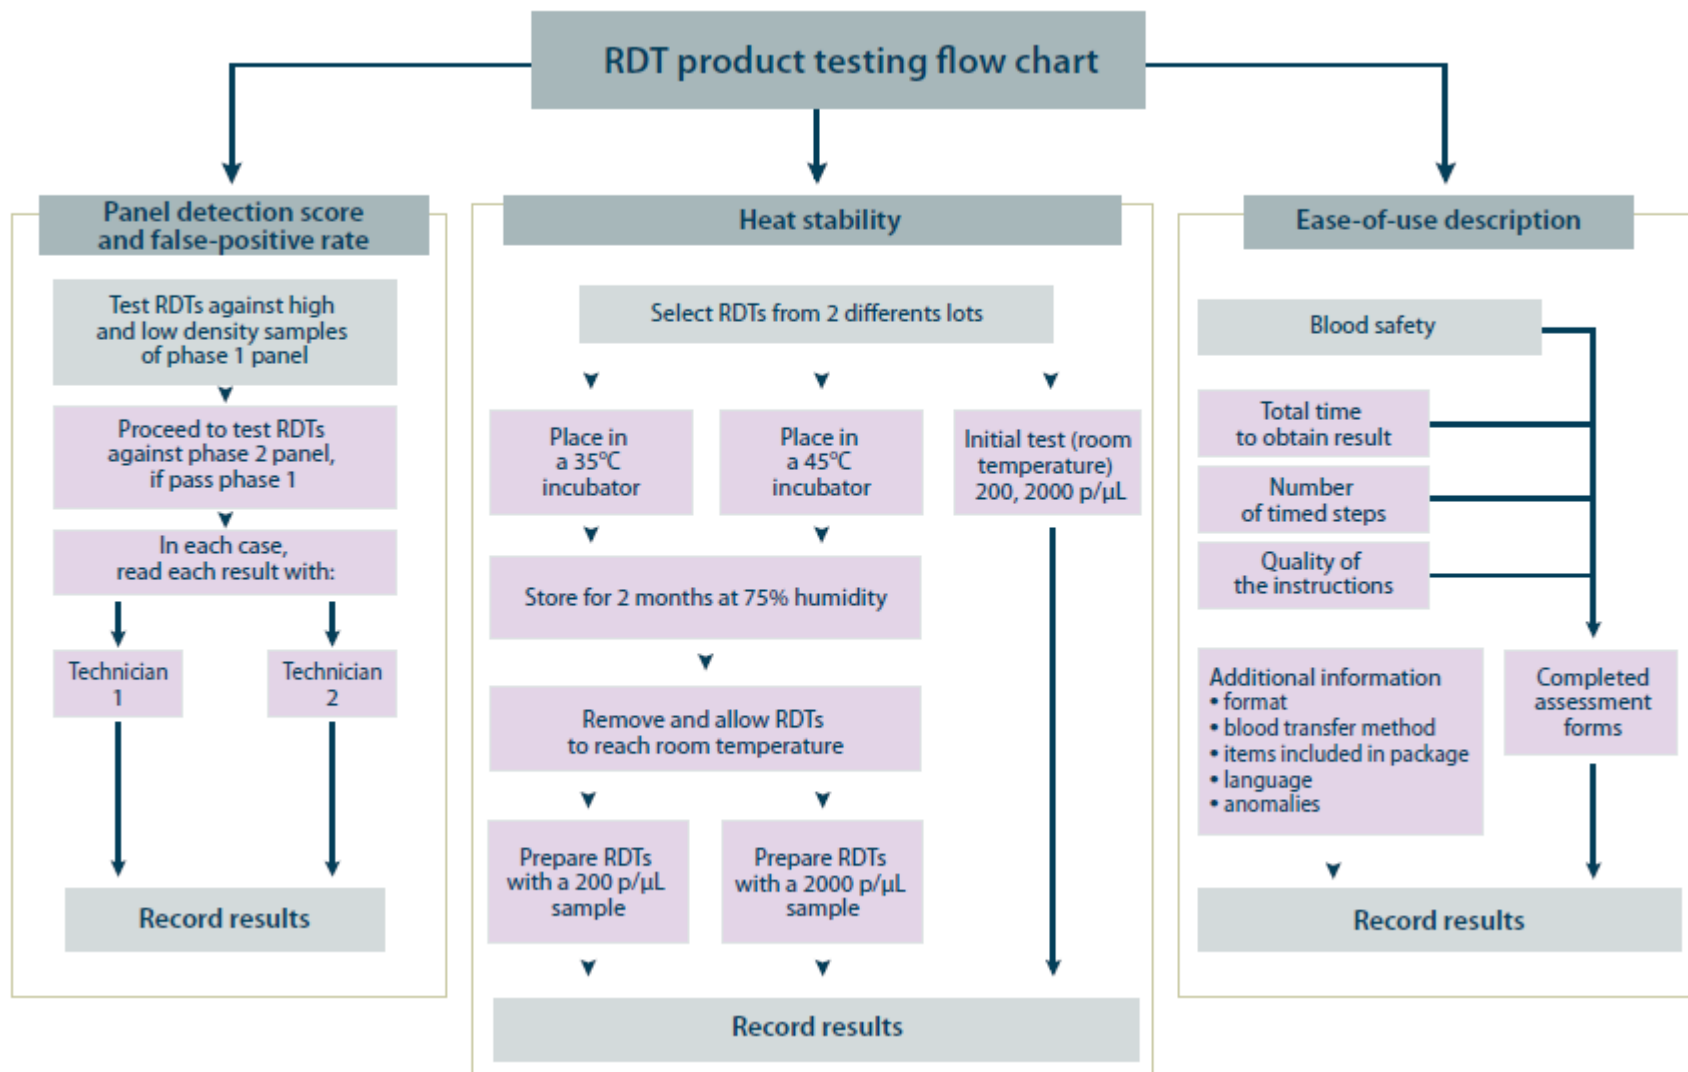 RDT product testing flow chart
Panel detection score
and false-positive rate
Test RDTs against high
and low density samples
of phase 1 panel
Proceed to test RDTs
against phase 2 panel,
if pass phase 1
In each case,
read each result with:
Technician
1
Technician
2
Record results
Heat stability
Select RDTs from 2 differents lots
Place in
a 35°C
incubator
Place in
a 45°C
incubator
Initial test (room
temperature)
200, 2000 p/µL
Store for 2 months at 75% humidity
Remove and allow RDTs
to reach room temperature
Prepare RDTs
with a 200 p/µL
sample
Prepare RDTs
with a 2000 p/µL
sample
Record results
Ease-of-use description
Blood safety
Total time
to obtain result
Number
of timed steps
Quality of
the instructions
Additional information
• format
• blood transfer method
• items included in package
• language
• anomalies
Completed
assessment
forms
Record results